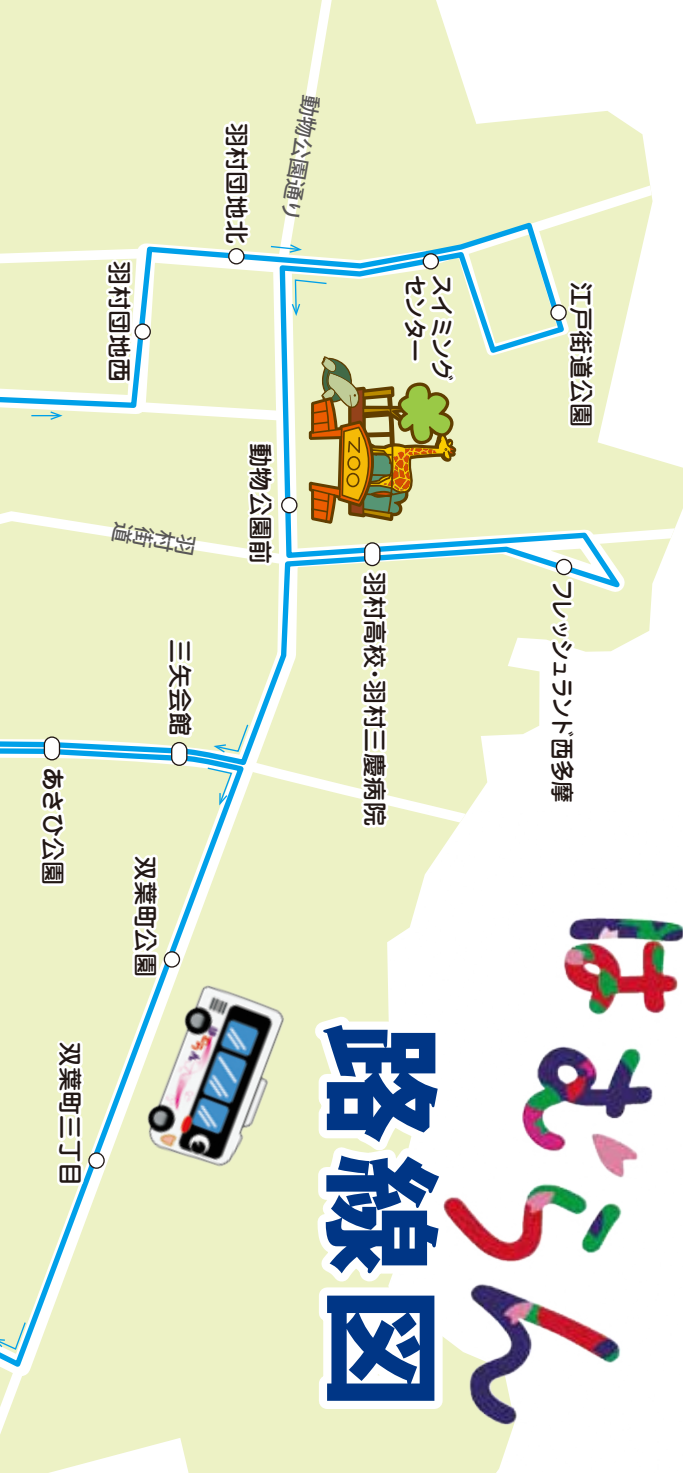 はむらん
路線図
江戸街道公園
スイミング
センター
動物公園通り
羽村団地北
羽村団地西
ZOO
動物公園前
羽村
街道
フレッシュランド西多摩
羽村高校・羽村三慶病院
三矢会館
あさひ公園
双葉町公園
双葉町三丁目